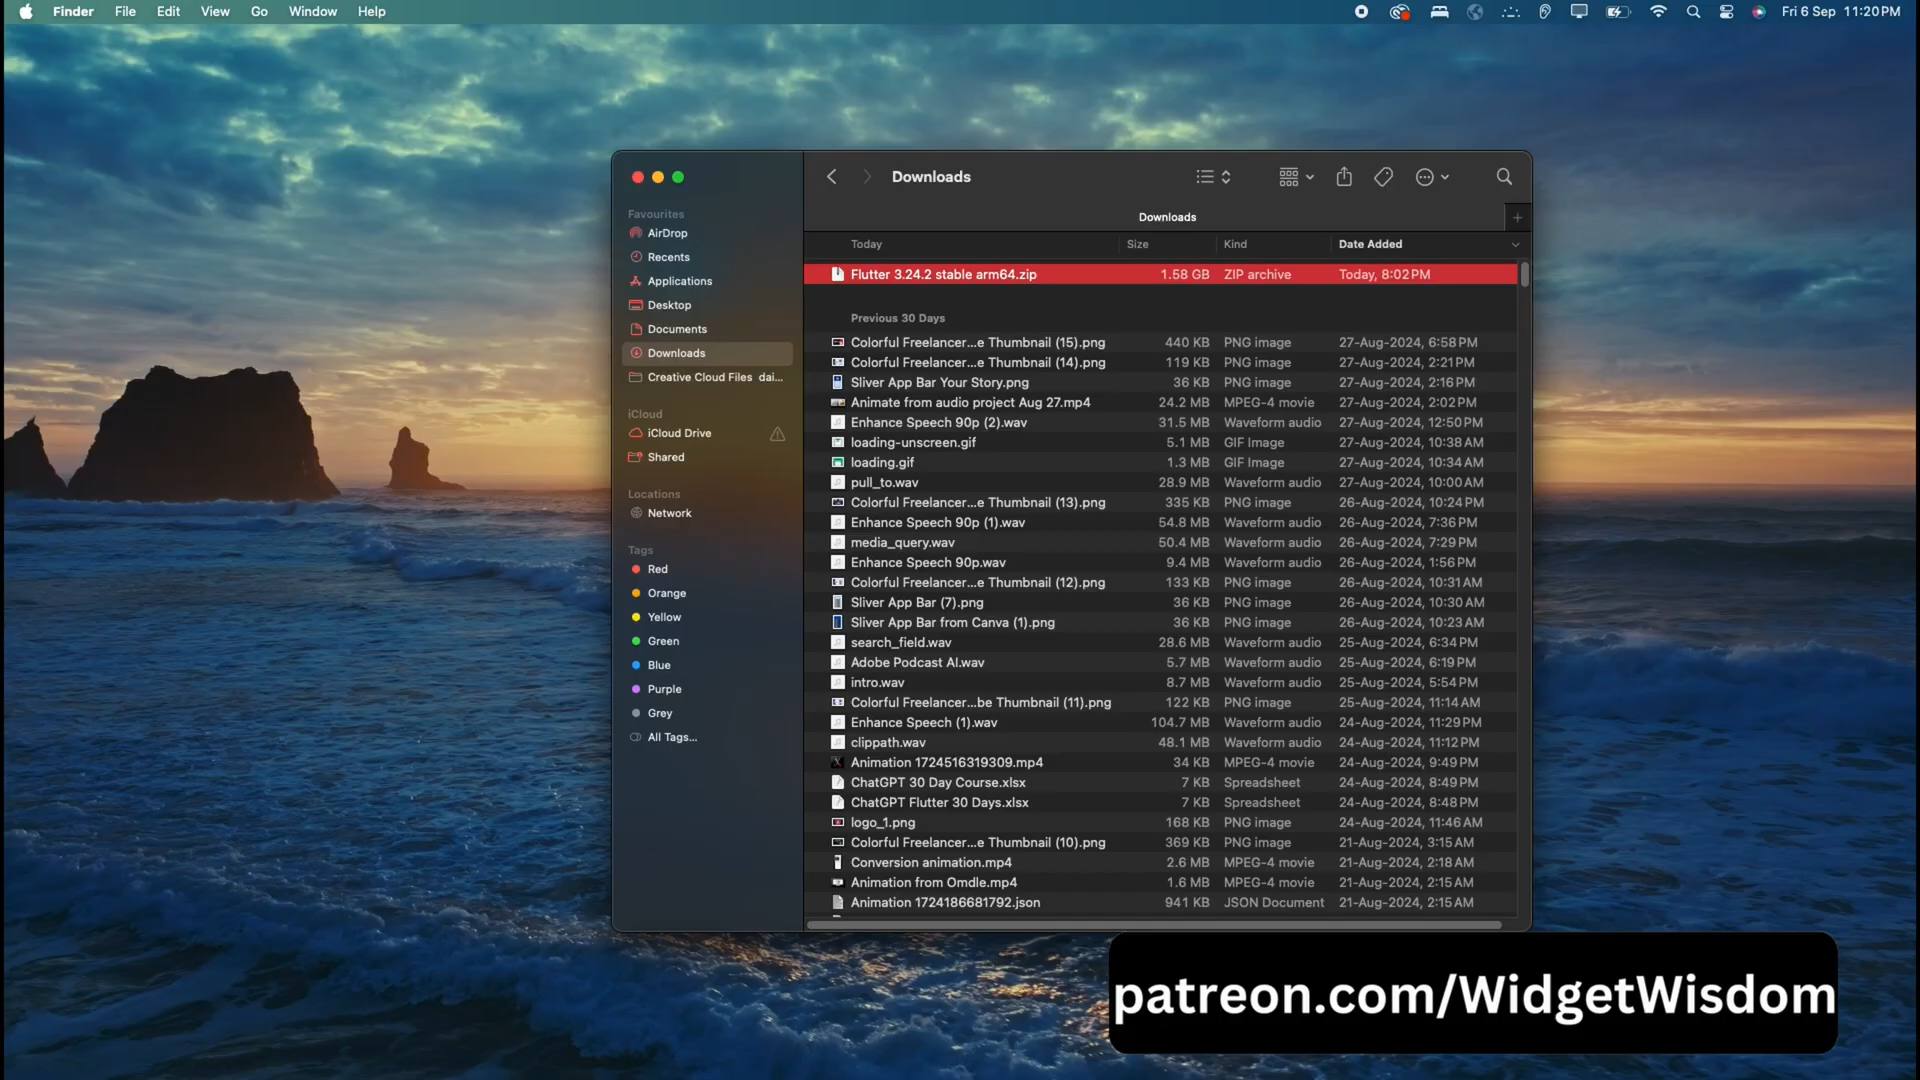 Finder File Edit View Go Window Help Fri 6 Sep 11:20 PM
Downloads
Favourites
AirDrop
Recents
Applications
Desktop
Documents
Downloads
Creative Cloud Files dai...
iCloud
iCloud Drive
Shared
Locations
Network
Tags
Red
Orange
Yellow
Green
Blue
Purple
Grey
All Tags...
Downloads
Today Size Kind Date Added
Flutter 3.24.2 stable arm64.zip 1.58 GB ZIP archive Today, 8:02 PM
Previous 30 Days
Colorful Freelancer...e Thumbnail (15).png 440 KB PNG image 27-Aug-2024, 6:58 PM
Colorful Freelancer...e Thumbnail (14).png 119 KB PNG image 27-Aug-2024, 2:21 PM
Sliver App Bar Your Story.png 36 KB PNG image 27-Aug-2024, 2:16 PM
Animate from audio project Aug 27.mp4 24.2 MB MPEG-4 movie 27-Aug-2024, 2:02 PM
Enhance Speech 90p (2).wav 31.5 MB Waveform audio 27-Aug-2024, 12:50 PM
loading-unscreen.gif 5.1 MB GIF Image 27-Aug-2024, 10:38 AM
loading.gif 1.3 MB GIF Image 27-Aug-2024, 10:34 AM
pull_to.wav 28.9 MB Waveform audio 27-Aug-2024, 10:00 AM
Colorful Freelancer...e Thumbnail (13).png 335 KB PNG image 26-Aug-2024, 10:24 PM
Enhance Speech 90p (1).wav 54.8 MB Waveform audio 26-Aug-2024, 7:36 PM
media_query.wav 50.4 MB Waveform audio 26-Aug-2024, 7:29 PM
Enhance Speech 90p.wav 9.4 MB Waveform audio 26-Aug-2024, 1:56 PM
Colorful Freelancer...e Thumbnail (12).png 133 KB PNG image 26-Aug-2024, 10:31 AM
Sliver App Bar (7).png 36 KB PNG image 26-Aug-2024, 10:30 AM
Sliver App Bar from Canva (1).png 36 KB PNG image 26-Aug-2024, 10:23 AM
search_field.wav 28.6 MB Waveform audio 25-Aug-2024, 6:34 PM
Adobe Podcast AI.wav 5.7 MB Waveform audio 25-Aug-2024, 6:19 PM
intro.wav 8.7 MB Waveform audio 25-Aug-2024, 5:54 PM
Colorful Freelancer...be Thumbnail (11).png 122 KB PNG image 25-Aug-2024, 11:14 AM
Enhance Speech (1).wav 104.7 MB Waveform audio 24-Aug-2024, 11:29 PM
clippath.wav 48.1 MB Waveform audio 24-Aug-2024, 11:12 PM
Animation 1724516319309.mp4 34 KB MPEG-4 movie 24-Aug-2024, 9:49 PM
ChatGPT 30 Day Course.xlsx 7 KB Spreadsheet 24-Aug-2024, 8:49 PM
ChatGPT Flutter 30 Days.xlsx 7 KB Spreadsheet 24-Aug-2024, 8:48 PM
logo_1.png 168 KB PNG image 24-Aug-2024, 11:46 AM
Colorful Freelancer...e Thumbnail (10).png 369 KB PNG image 21-Aug-2024, 3:15 AM
Conversion animation.mp4 2.6 MB MPEG-4 movie 21-Aug-2024, 2:18 AM
Animation from Omdle.mp4 1.6 MB MPEG-4 movie 21-Aug-2024, 2:15 AM
Animation 1724186681792.json 941 KB JSON Document 21-Aug-2024, 2:15 AM
patreon.com/WidgetWisdom